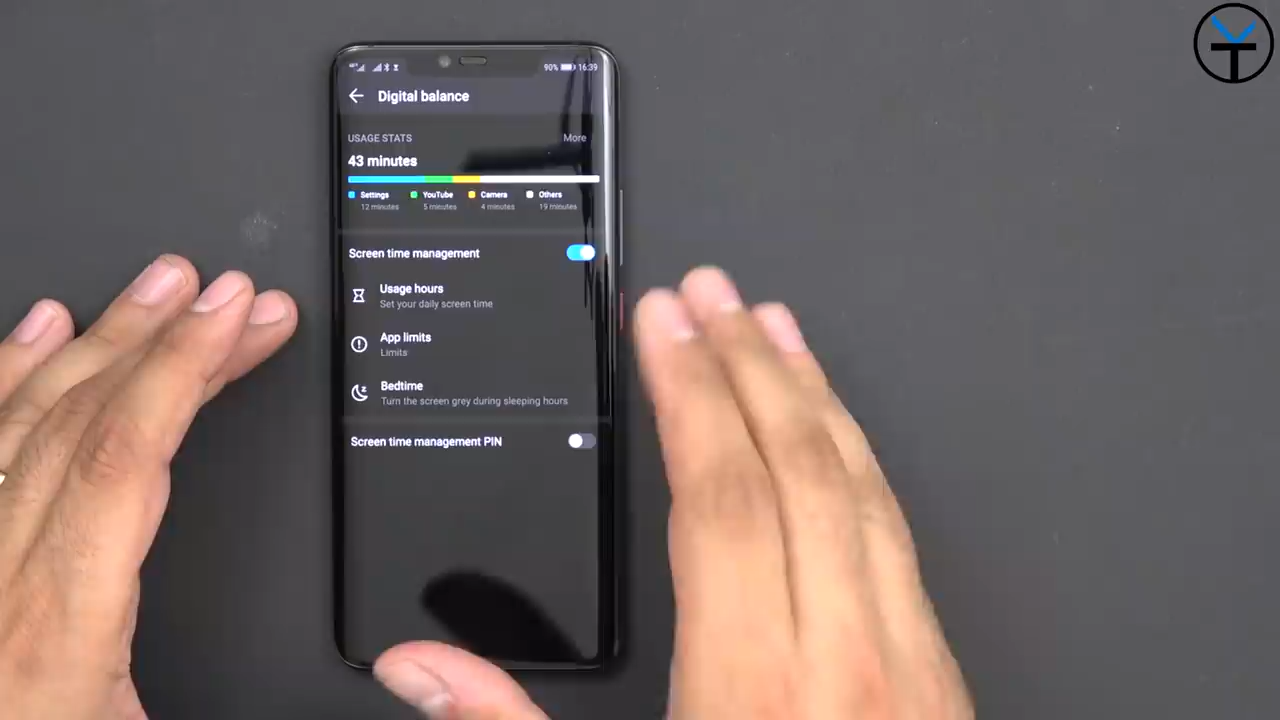 90% 16:39
Digital balance
USAGE STATS More
43 minutes
Settings YouTube Camera Others
12 minutes 5 minutes 4 minutes 19 minutes
Screen time management
Usage hours
Set your daily screen time
App limits
Limits
Bedtime
Turn the screen grey during sleeping hours
Screen time management PIN